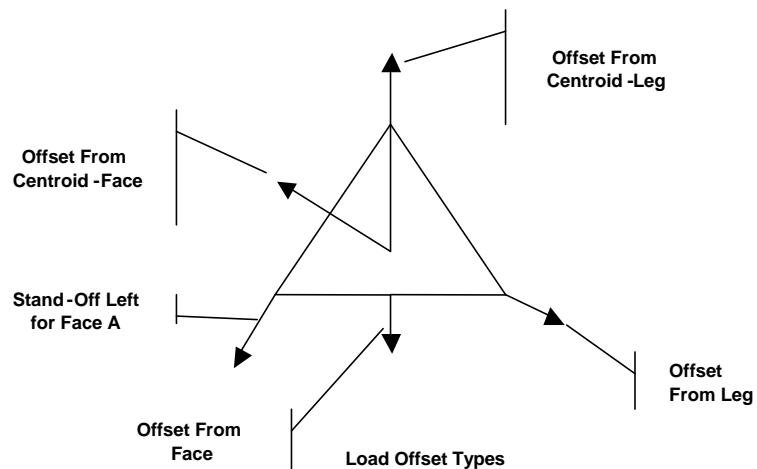 Offset From
Centroid -Leg
Offset From
Centroid -Face
Stand -Off Left
for Face A
Offset
From Leg
Offset From
Face
Load Offset Types